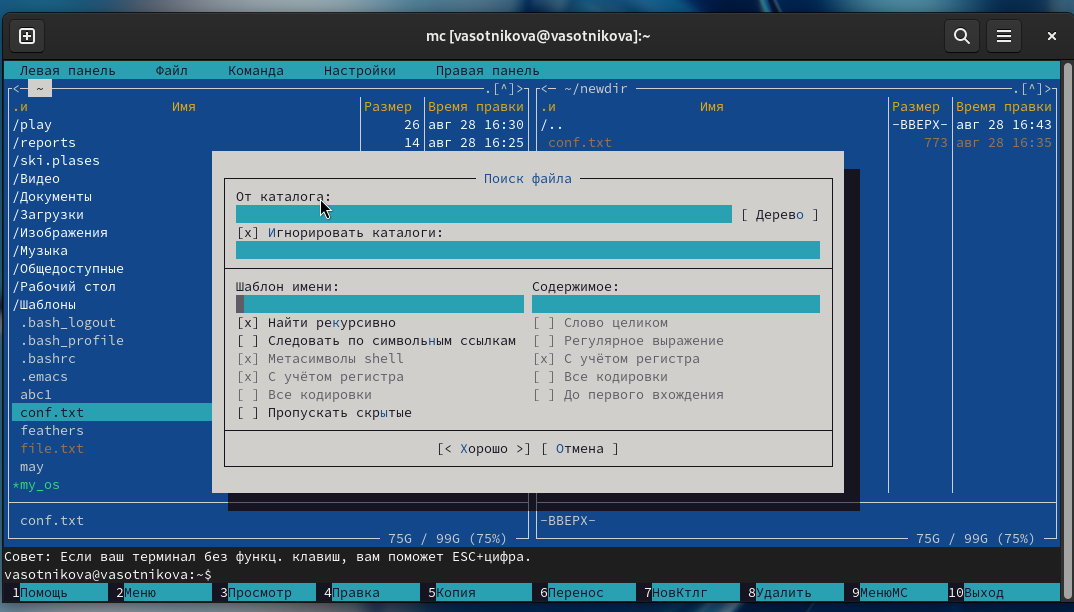 mc [vasotnikova@vasotnikova]:~
Левая панель Файл Команда Настройки Правая панель
<─ ~ .[^]> <─ ~/newdir .[^]>
.и Имя Размер Время правки .и Имя Размер Время правки
/play 26 авг 28 16:30 /.. -ВВЕРХ- авг 28 16:43
/reports 14 авг 28 16:25 conf.txt 773 авг 28 16:35
/ski.plases
/Видео
/Документы
/Загрузки
/Изображения
/Музыка
/Общедоступные
/Рабочий стол
/Шаблоны
.bash_logout
.bash_profile
.bashrc
.emacs
abc1
conf.txt
feathers
file.txt
may
*my_os
Поиск файла
От каталога:
[ Дерево ]
[x] Игнорировать каталоги:
Шаблон имени: Содержимое:
[x] Найти рекурсивно [ ] Слово целиком
[ ] Следовать по символьным ссылкам [ ] Регулярное выражение
[x] Метасимволы shell [x] С учётом регистра
[x] С учётом регистра [ ] Все кодировки
[ ] Все кодировки [ ] До первого вхождения
[ ] Пропускать скрытые
[< Хорошо >] [ Отмена ]
conf.txt -ВВЕРХ-
75G / 99G (75%) 75G / 99G (75%)
Совет: Если ваш терминал без функц. клавиш, вам поможет ESC+цифра.
vasotnikova@vasotnikova:~$
1Помощь 2Меню 3Просмотр 4Правка 5Копия 6Перенос 7НовКтлг 8Удалить 9МенюМС 10Выход